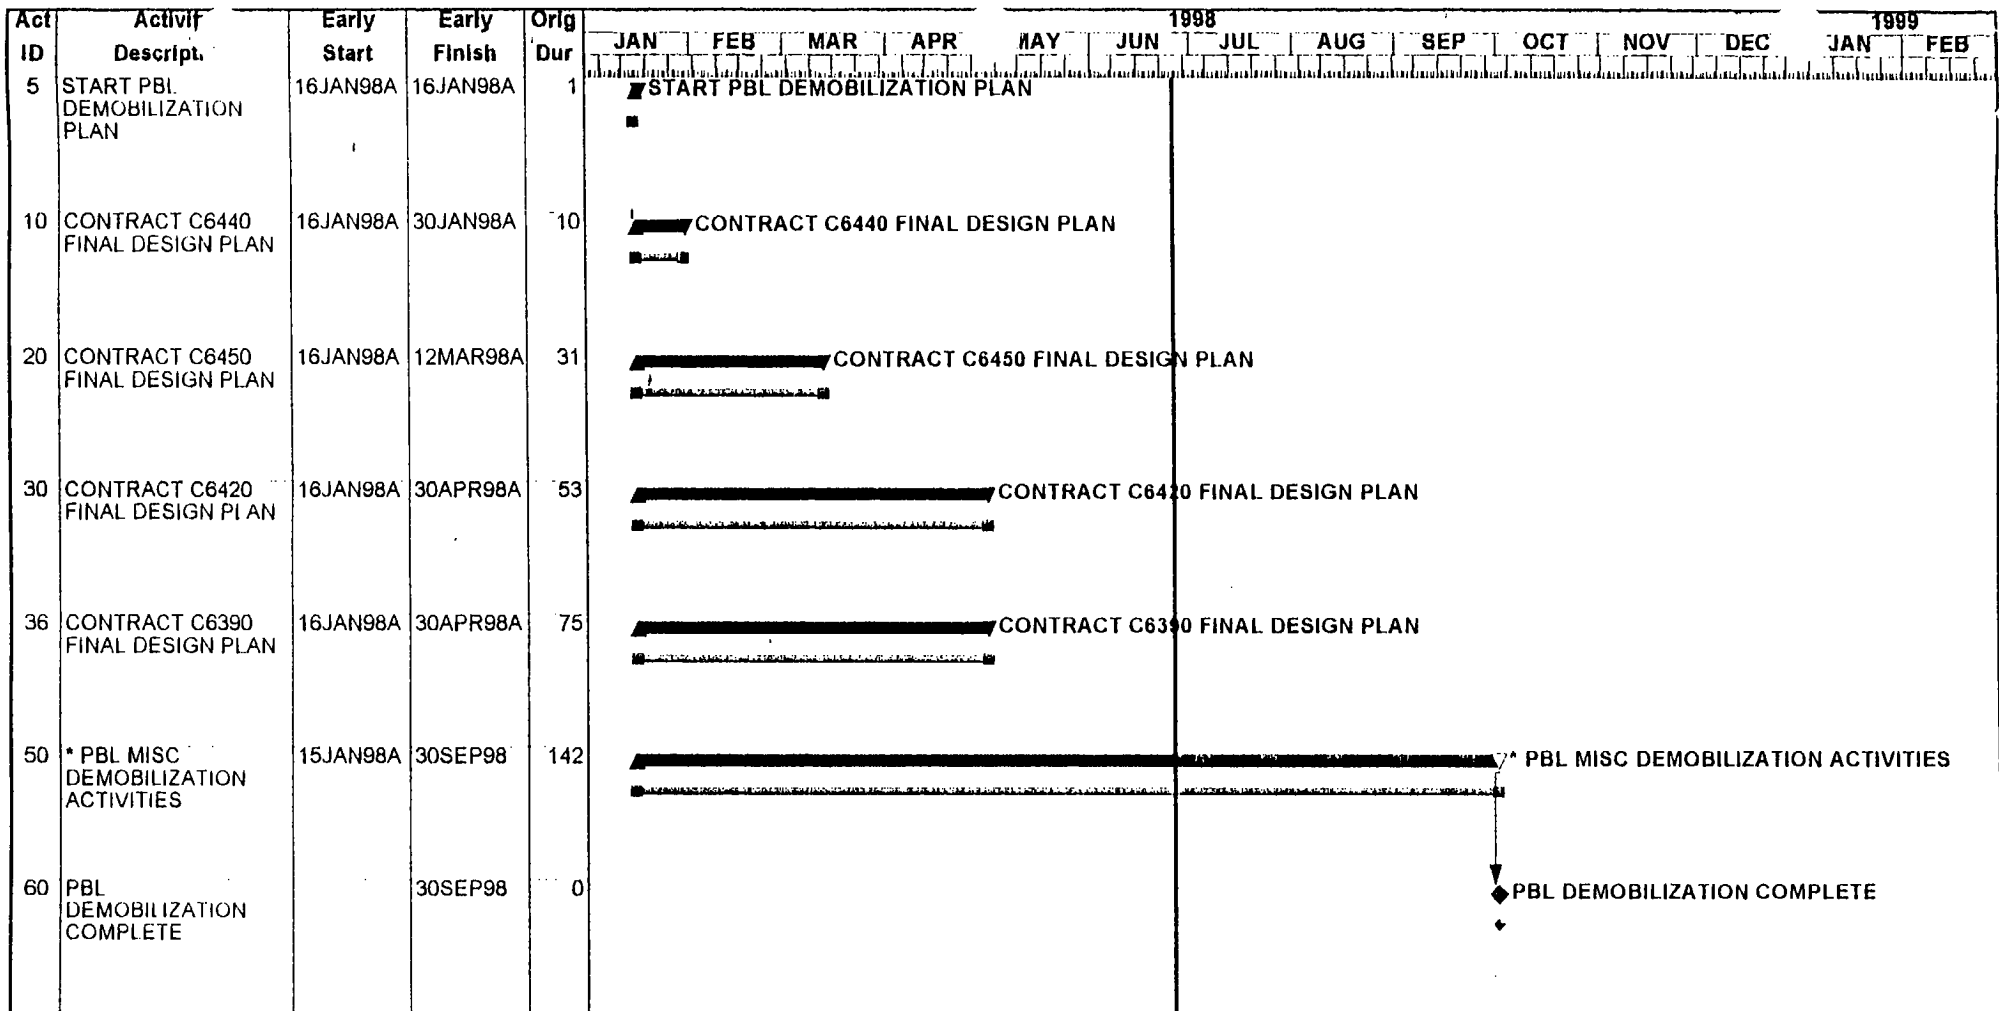 Act Activit Early Early Orig 1998 1999
ID Descript. Start Finish Dur JAN FEB MAR APR MAY JUN JUL AUG SEP OCT NOV DEC JAN FEB
5 START PBL 16JAN98A 16JAN98A 1 START PBL DEMOBILIZATION PLAN
DEMOBILIZATION
PLAN
10 CONTRACT C6440 16JAN98A 30JAN98A 10 CONTRACT C6440 FINAL DESIGN PLAN
FINAL DESIGN PLAN
20 CONTRACT C6450 16JAN98A 12MAR98A 31 CONTRACT C6450 FINAL DESIGN PLAN
FINAL DESIGN PLAN
30 CONTRACT C6420 16JAN98A 30APR98A 53 CONTRACT C6420 FINAL DESIGN PLAN
FINAL DESIGN PLAN
36 CONTRACT C6390 16JAN98A 30APR98A 75 CONTRACT C6390 FINAL DESIGN PLAN
FINAL DESIGN PLAN
50 * PBL MISC 15JAN98A 30SEP98 142 * PBL MISC DEMOBILIZATION ACTIVITIES
DEMOBILIZATION
ACTIVITIES
60 PBL 30SEP98 0 PBL DEMOBILIZATION COMPLETE
DEMOBILIZATION
COMPLETE